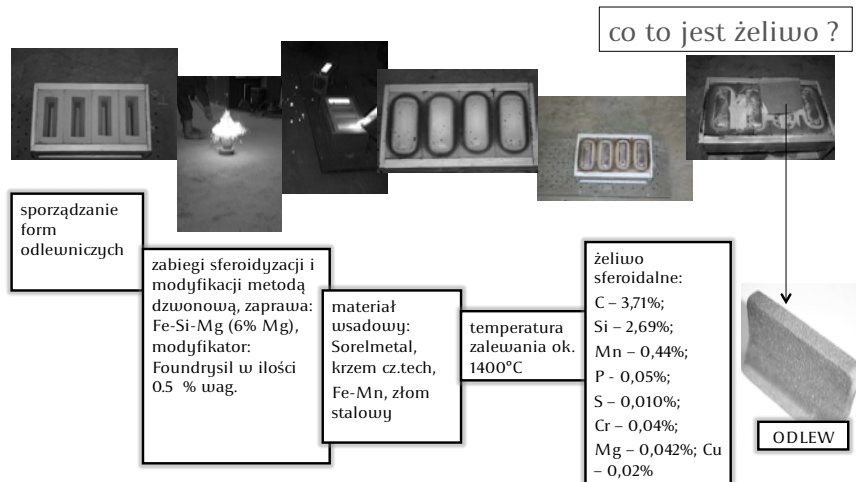 co to jest żeliwo ?
sporządzanie
form
odlewniczych
zabiegi sferoidyzacji i
modyfikacji metodą
dzwonową, zaprawa:
Fe-Si-Mg (6% Mg),
modyfikator:
Foundrysil w ilości
0.5 % wag.
materiał
wsadowy:
Sorelmetal,
krzem cz.tech,
Fe-Mn, złom
stalowy
temperatura
zalewania ok.
1400°C
żeliwo
sferoidalne:
C – 3,71%;
Si – 2,69%;
Mn – 0,44%;
P - 0,05%;
S – 0,010%;
Cr – 0,04%;
Mg – 0,042%; Cu
– 0,02%
ODLEW